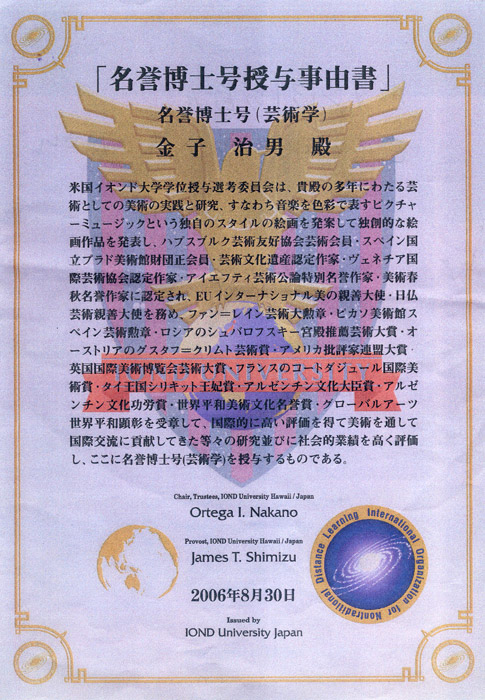 「名誉博士号授与事由書」
名誉博士号(芸術学)
金子 治男 殿
米国イオンド大学学位授与選考委員会は、貴殿の多年にわたる芸
術としての美術の実践と研究、すなわち音楽を色彩で表すピクチャ
ーミュージックという独自のスタイルの絵画を発案して独創的な絵
画作品を発表し、ハプスブルク芸術友好協会芸術会員・スペイン国
立プラド美術館財団正会員・芸術文化遺産認定作家・ヴェネチア国
際芸術協会認定作家・アイエフティ芸術公論特別名誉作家・美術春
秋名誉作家に認定され、EUインターナショナル美の親善大使・日仏
芸術親善大使を務め、ファン=レイン芸術大勲章・ピカソ美術館ス
ペイン芸術勲章・ロシアのシュバロフスキー宮殿推薦芸術大賞・オ
ーストリアのグスタフ=クリムト芸術賞・アメリカ批評家連盟大賞・
英国国際美術博覧会芸術大賞・フランスのコートダジュール国際美
術賞・タイ王国シリキット王妃賞・アルゼンチン文化大臣賞・アルゼ
ンチン文化功労賞・世界平和美術文化名誉賞・グローバルアーツ
世界平和顕彰を受章して、国際的に高い評価を得て美術を通して
国際交流に貢献してきた等々の研究並びに社会的業績を高く評価
し、ここに名誉博士号(芸術学)を授与するものである。
Chair, Trustees, IOND University Hawaii / Japan
Ortega I. Nakano
Provost, IOND University Hawaii / Japan
James T. Shimizu
2006年8月30日
Issued by
IOND University Japan
International Organization for Nontraditional Distance Learning